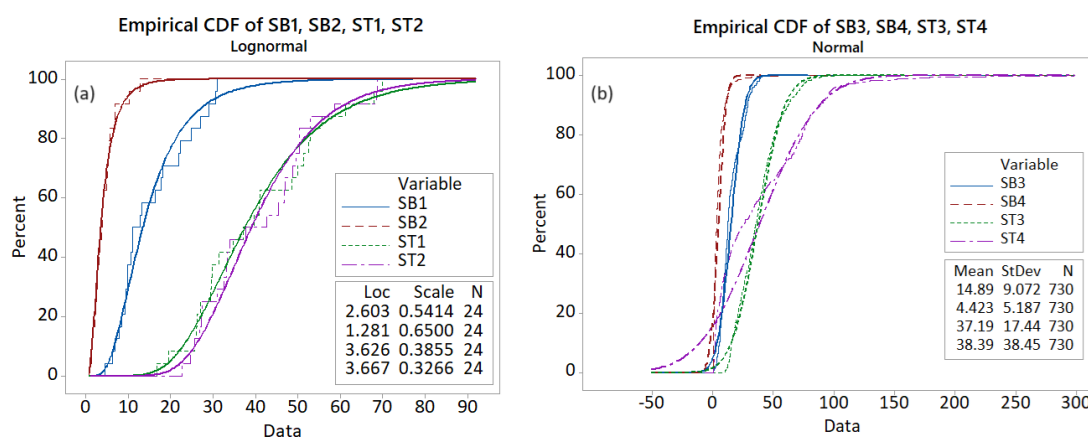 Empirical CDF of SB1, SB2, ST1, ST2
Lognormal
(a)
100
80
60
40
20
0
Percent
0 10 20 30 40 50 60 70 80 90
Data
Variable
SB1
SB2
ST1
ST2
Loc Scale N
2.603 0.5414 24
1.281 0.6500 24
3.626 0.3855 24
3.667 0.3266 24
Empirical CDF of SB3, SB4, ST3, ST4
Normal
(b)
100
80
60
40
20
0
Percent
-50 0 50 100 150 200 250 300
Data
Variable
SB3
SB4
ST3
ST4
Mean StDev N
14.89 9.072 730
4.423 5.187 730
37.19 17.44 730
38.39 38.45 730